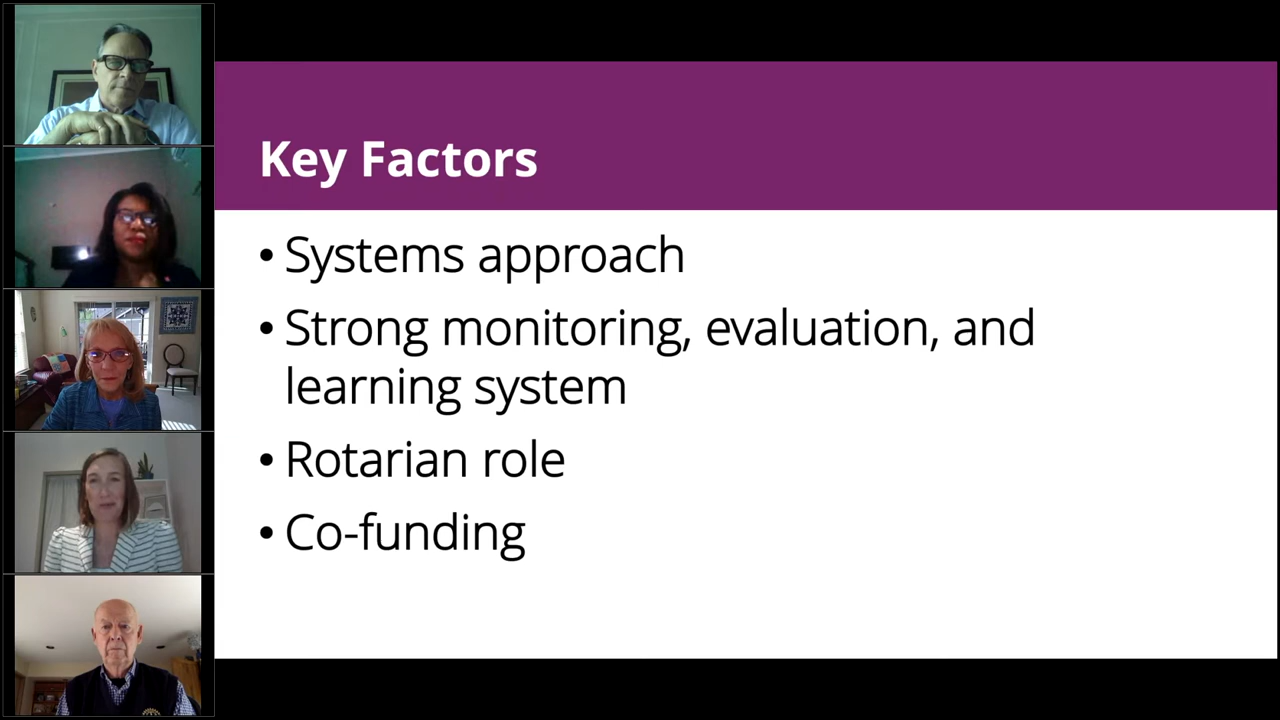 Key Factors
• Systems approach
• Strong monitoring, evaluation, and
learning system
• Rotarian role
• Co-funding